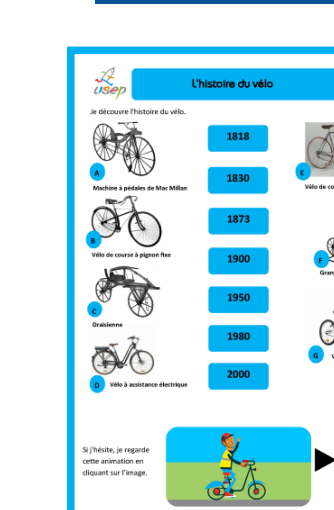 usep
L'histoire du vélo
Je découvre l'histoire du vélo.
A
Machine à pédales de Mac Millan
B
Vélo de course à pignon fixe
C
Draisienne
D
Vélo à assistance électrique
1818
1830
1873
1900
1950
1980
2000
E
Vélo de co
F
Gran
G
Si j'hésite, je regarde
cette animation en
cliquant sur l'image.